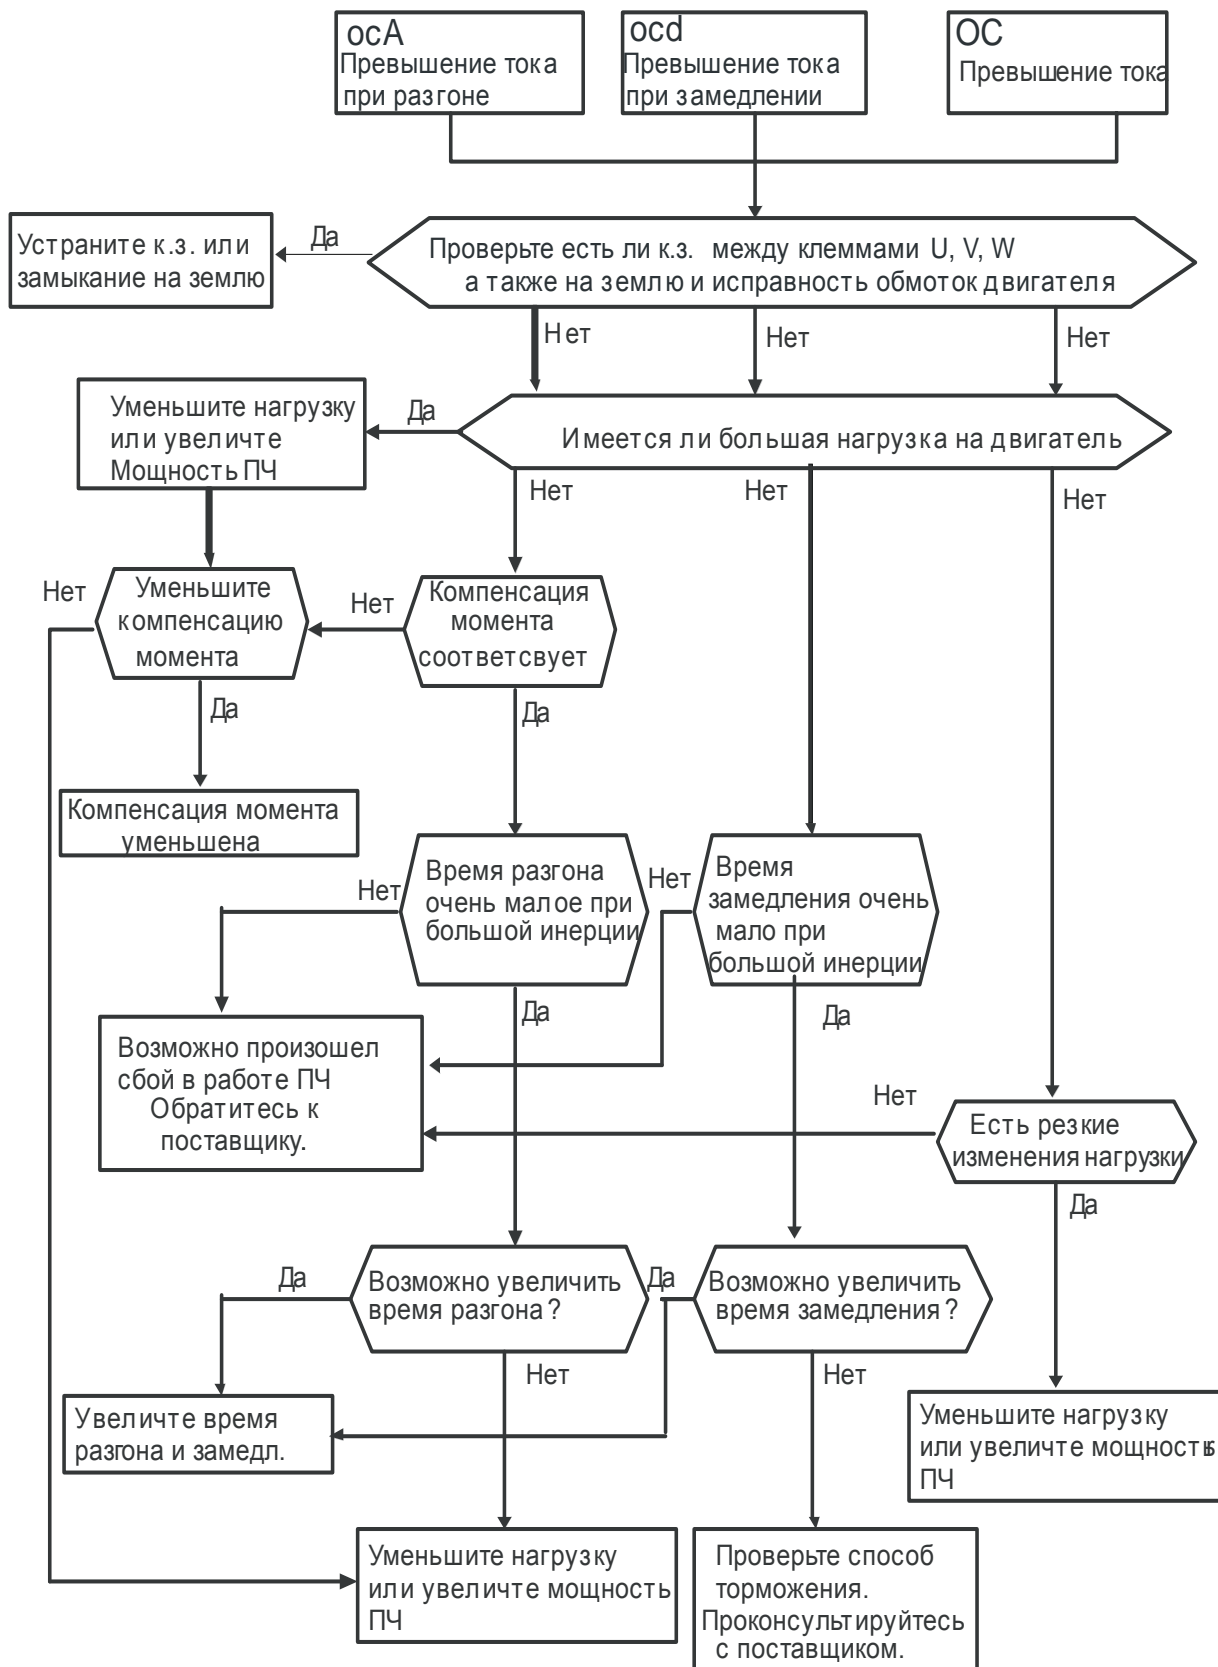 ocA
Превышение тока
при разгоне
ocd
Превышение тока
при замедлении
OC
Превышение тока
Устраните к.з. или
замыкание на землю
Да
Проверьте есть ли к.з. между клеммами U, V, W
а также на землю и исправность обмоток двигателя
Нет
Нет
Нет
Уменьшите нагрузку
или увеличте
Мощность ПЧ
Да
Имеется ли большая нагрузка на двигатель
Нет
Нет
Нет
Нет
Уменьшите
компенсацию
момента
Нет
Компенсация
момента
соответсвует
Да
Да
Компенсация момента
уменьшена
Нет
Время разгона
очень малое при
большой инерции
Нет
Время
замедления очень
мало при
большой инерции
Да
Да
Возможно произошел
сбой в работе ПЧ
Обратитесь к
поставщику.
Нет
Есть резкие
изменения нагрузки
Да
Да
Возможно увеличить
время разгона?
Да
Возможно увеличить
время замедления?
Нет
Нет
Увеличте время
разгона и замедл.
Уменьшите нагрузку
или увеличте мощность
ПЧ
Уменьшите нагрузку
или увеличте мощность
ПЧ
Проверьте способ
торможения.
Проконсультируйтесь
с поставщиком.